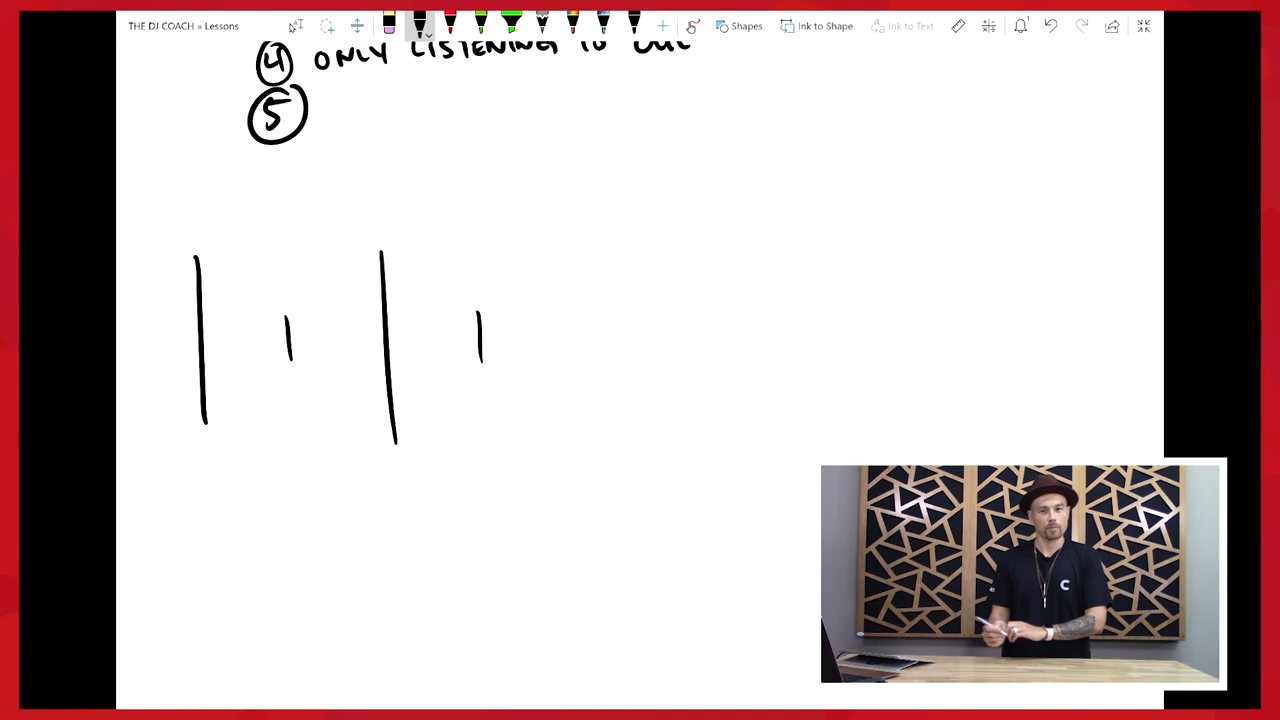 THE DJ COACH » Lessons
Shapes
Ink to Shape
Ink to Text
4 ONLY LISTENING TO
5
C